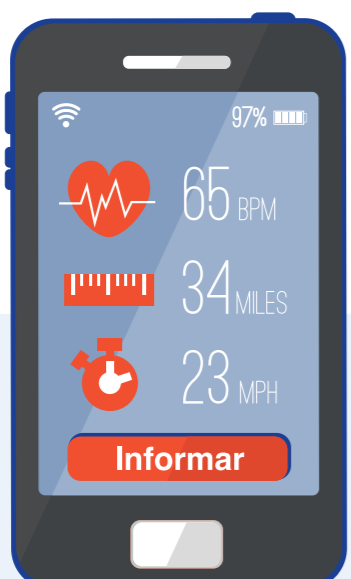 97%
65 BPM
34 MILES
23 MPH
Informar